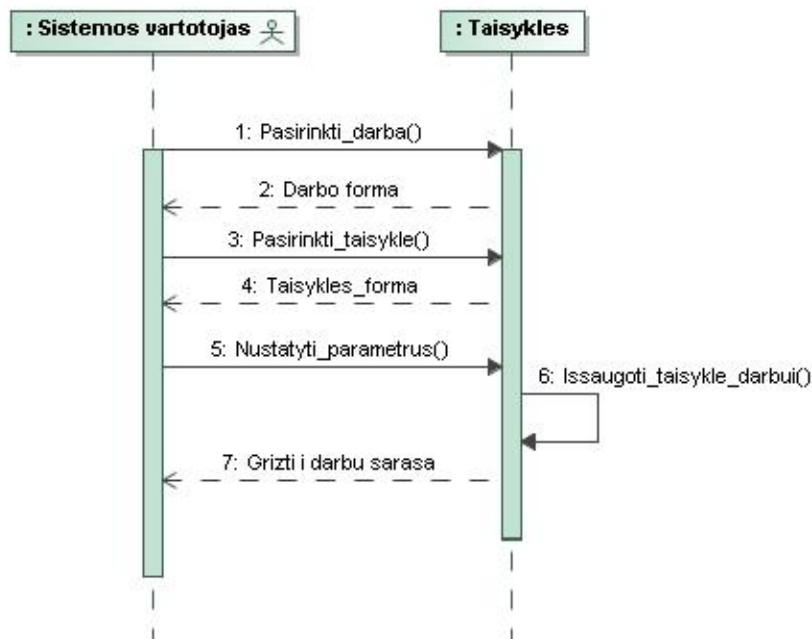 : Sistemos vartotojas
: Taisykles
1: Pasirinkti_darba()
2: Darbo forma
3: Pasirinkti_taisykle()
4: Taisykles_forma
5: Nustatyti_parametrus()
6: Issaugoti_taisykle_darbui()
7: Grizti i darbu sarasa